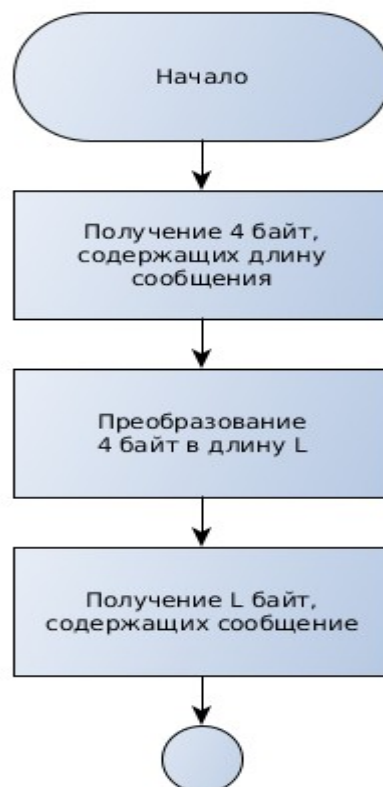 Начало
Получение 4 байт,
содержащих длину
сообщения
Преобразование
4 байт в длину L
Получение L байт,
содержащих сообщение